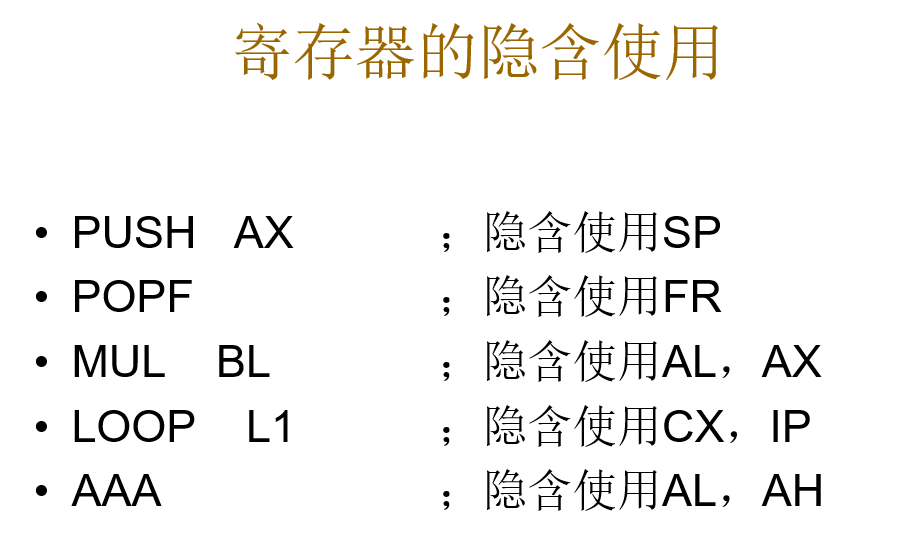 寄存器的隐含使用
• PUSH AX ；隐含使用SP
• POPF ；隐含使用FR
• MUL BL ；隐含使用AL，AX
• LOOP L1 ；隐含使用CX，IP
• AAA ；隐含使用AL，AH